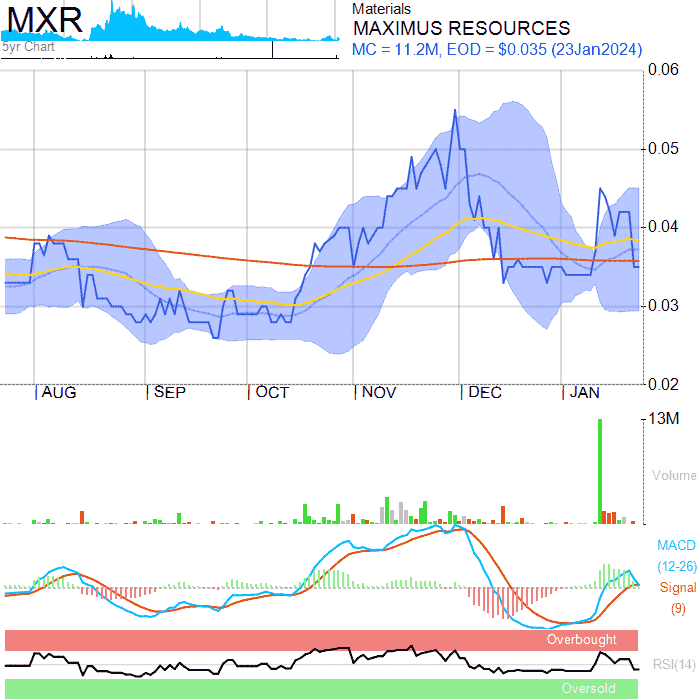 MXR
5yr Chart
Materials
MAXIMUS RESOURCES
MC = 11.2M, EOD = $0.035 (23Jan2024)
0.06
0.05
0.04
0.03
0.02
AUG SEP OCT NOV DEC JAN
13M
Volume
MACD
(12-26)
Signal
(9)
Overbought
RSI(14)
Oversold